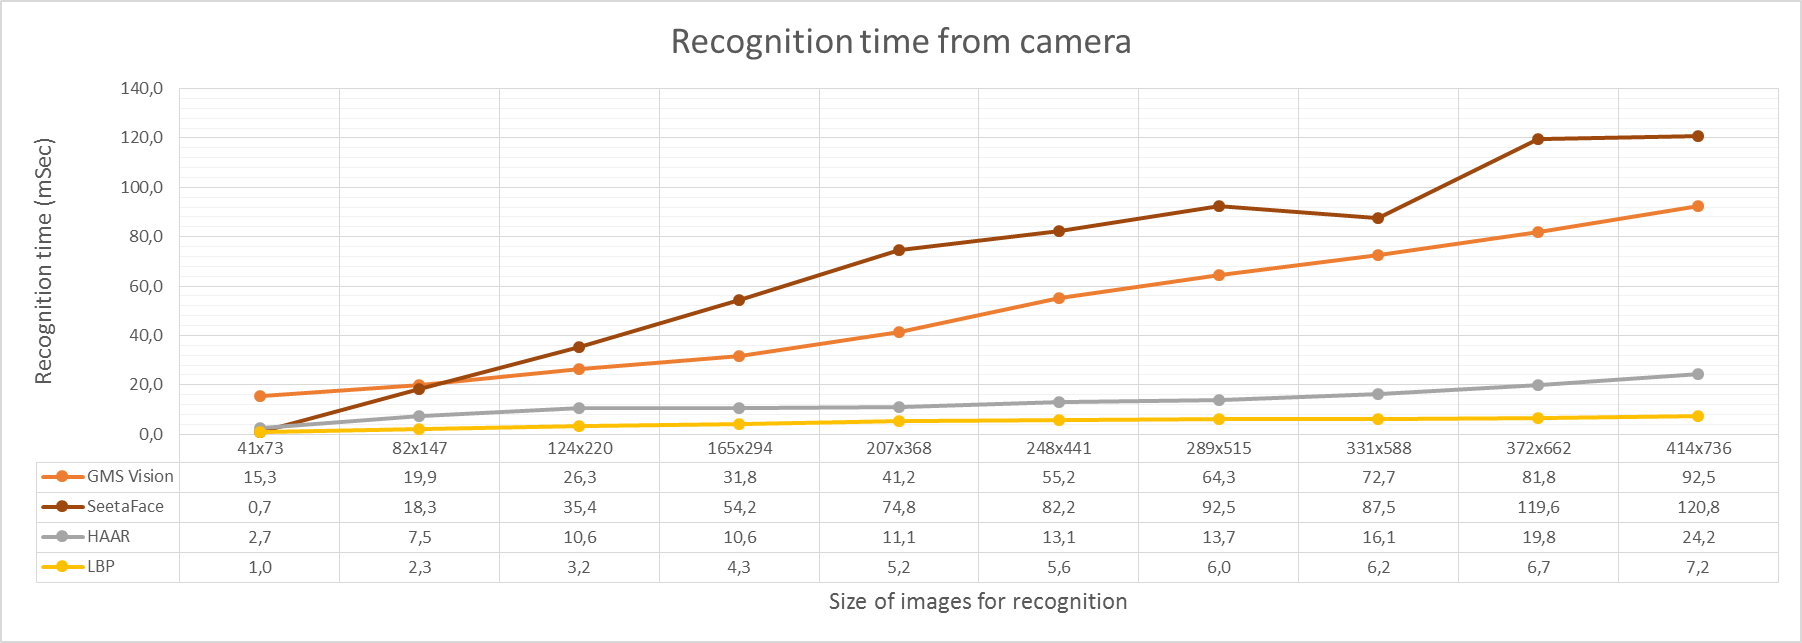 Recognition time from camera
Recognition time (mSec)
140,0
120,0
100,0
80,0
60,0
40,0
20,0
0,0
41x73 82x147 124x220 165x294 207x368 248x441 289x515 331x588 372x662 414x736
GMS Vision 15,3 19,9 26,3 31,8 41,2 55,2 64,3 72,7 81,8 92,5
SeetaFace 0,7 18,3 35,4 54,2 74,8 82,2 92,5 87,5 119,6 120,8
HAAR 2,7 7,5 10,6 10,6 11,1 13,1 13,7 16,1 19,8 24,2
LBP 1,0 2,3 3,2 4,3 5,2 5,6 6,0 6,2 6,7 7,2
Size of images for recognition